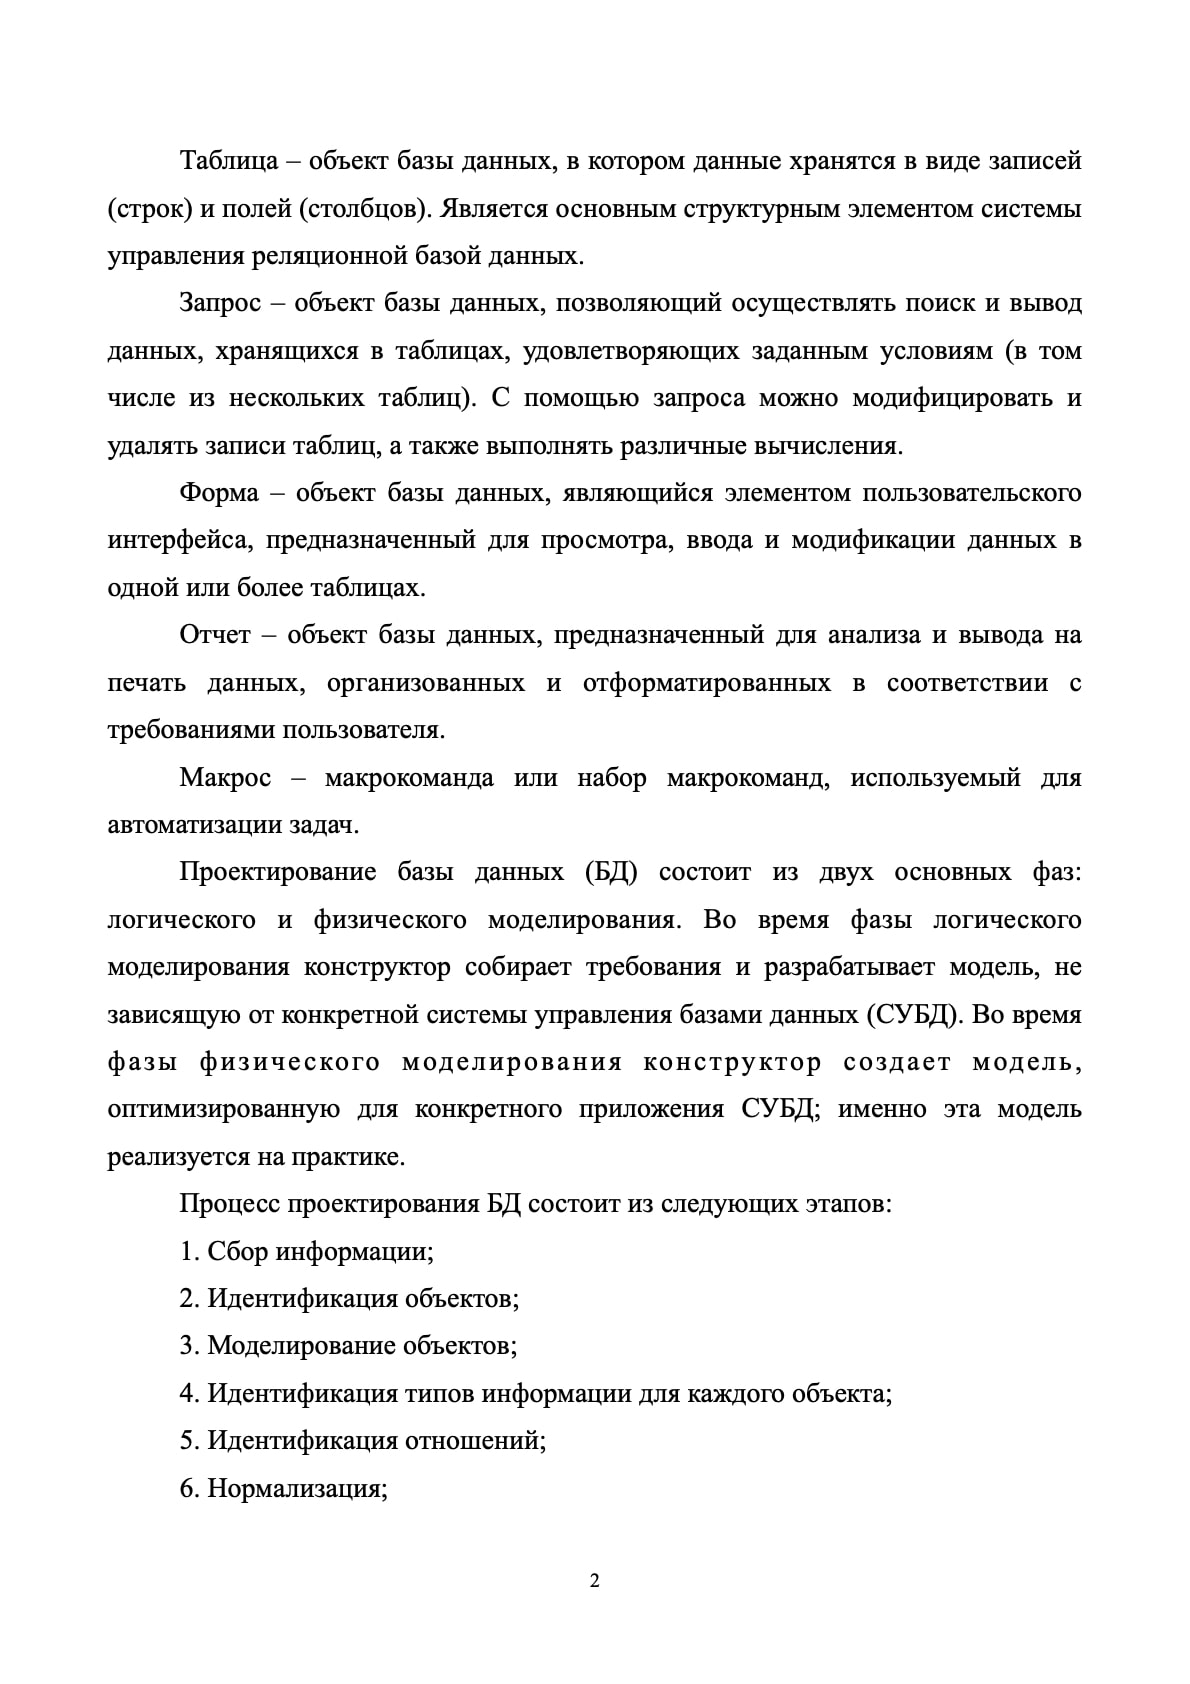 Таблица – объект базы данных, в котором данные хранятся в виде записей
(строк) и полей (столбцов). Является основным структурным элементом системы
управления реляционной базой данных.
Запрос – объект базы данных, позволяющий осуществлять поиск и вывод
данных, хранящихся в таблицах, удовлетворяющих заданным условиям (в том
числе из нескольких таблиц). С помощью запроса можно модифицировать и
удалять записи таблиц, а также выполнять различные вычисления.
Форма – объект базы данных, являющийся элементом пользовательского
интерфейса, предназначенный для просмотра, ввода и модификации данных в
одной или более таблицах.
Отчет – объект базы данных, предназначенный для анализа и вывода на
печать данных, организованных и отформатированных в соответствии с
требованиями пользователя.
Макрос – макрокоманда или набор макрокоманд, используемый для
автоматизации задач.
Проектирование базы данных (БД) состоит из двух основных фаз:
логического и физического моделирования. Во время фазы логического
моделирования конструктор собирает требования и разрабатывает модель, не
зависящую от конкретной системы управления базами данных (СУБД). Во время
фазы физического моделирования конструктор создает модель,
оптимизированную для конкретного приложения СУБД; именно эта модель
реализуется на практике.
Процесс проектирования БД состоит из следующих этапов:
1. Сбор информации;
2. Идентификация объектов;
3. Моделирование объектов;
4. Идентификация типов информации для каждого объекта;
5. Идентификация отношений;
6. Нормализация;
2